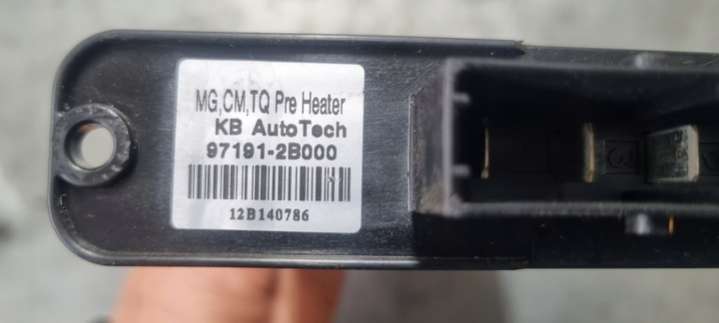 MG,CM,TQ Pre Heater
KB AutoTech
97191-2B000
12B140786